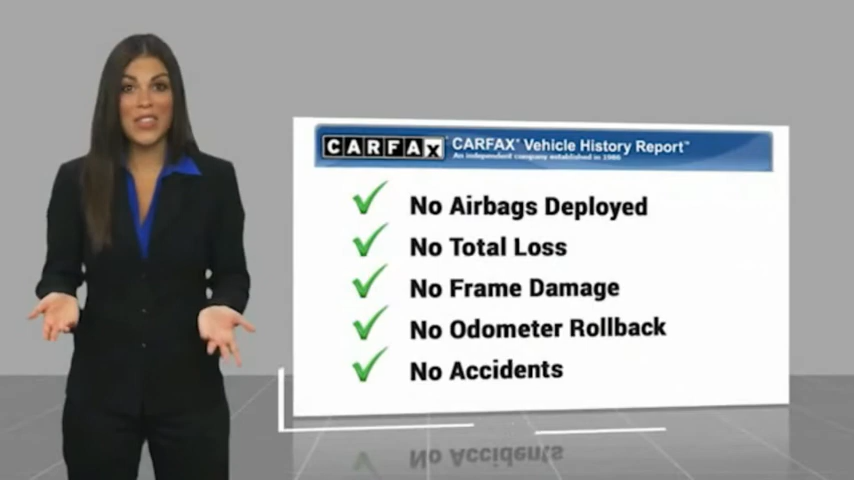 CARFAX CARFAX® Vehicle History Report™
An independent company established in 1986
No Airbags Deployed
No Total Loss
No Frame Damage
No Odometer Rollback
No Accidents
No Accidents